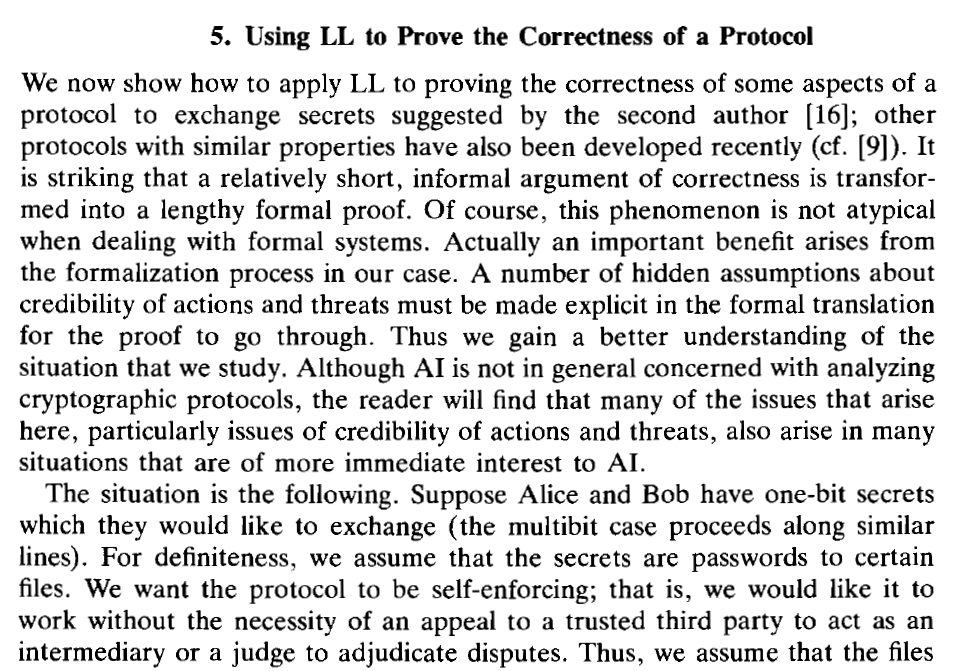 5. Using LL to Prove the Correctness of a Protocol
We now show how to apply LL to proving the correctness of some aspects of a
protocol to exchange secrets suggested by the second author [16]; other
protocols with similar properties have also been developed recently (cf. [9]). It
is striking that a relatively short, informal argument of correctness is transfor-
med into a lengthy formal proof. Of course, this phenomenon is not atypical
when dealing with formal systems. Actually an important benefit arises from
the formalization process in our case. A number of hidden assumptions about
credibility of actions and threats must be made explicit in the formal translation
for the proof to go through. Thus we gain a better understanding of the
situation that we study. Although AI is not in general concerned with analyzing
cryptographic protocols, the reader will find that many of the issues that arise
here, particularly issues of credibility of actions and threats, also arise in many
situations that are of more immediate interest to AI.
The situation is the following. Suppose Alice and Bob have one-bit secrets
which they would like to exchange (the multibit case proceeds along similar
lines). For definiteness, we assume that the secrets are passwords to certain
files. We want the protocol to be self-enforcing; that is, we would like it to
work without the necessity of an appeal to a trusted third party to act as an
intermediary or a judge to adjudicate disputes. Thus, we assume that the files